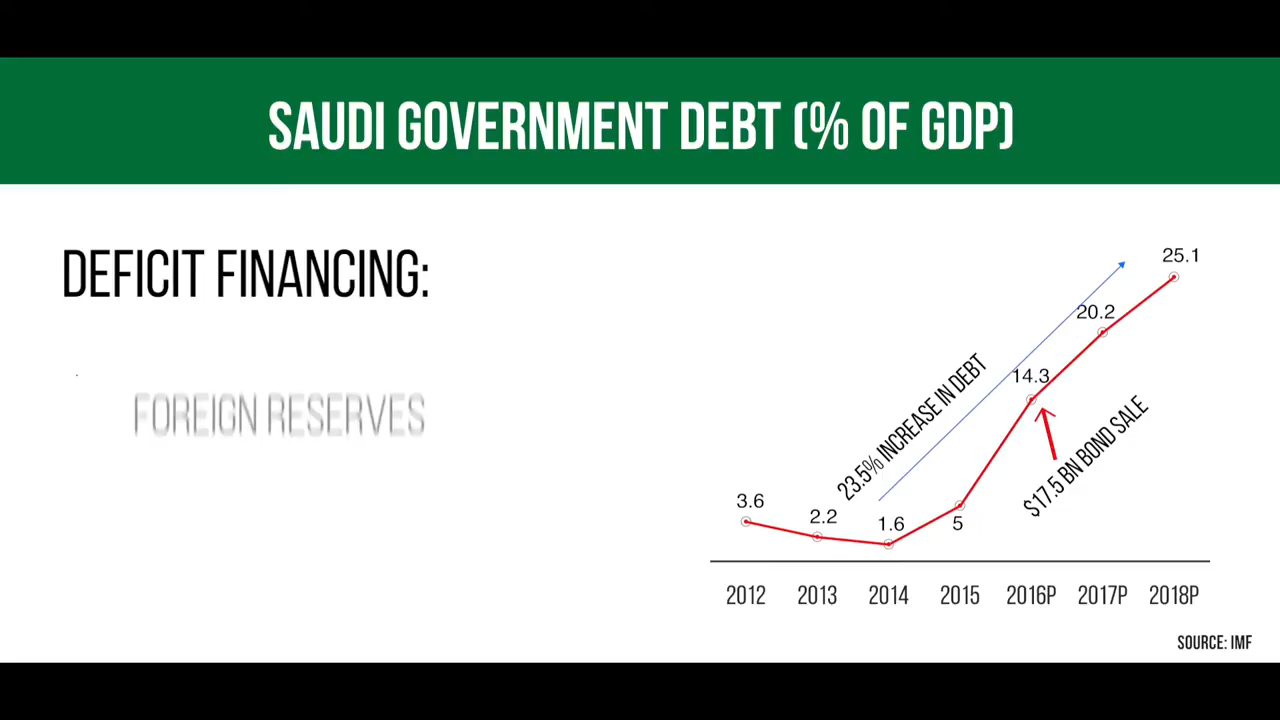 SAUDI GOVERNMENT DEBT (% OF GDP)
DEFICIT FINANCING:
FOREIGN RESERVES
25.1
20.2
14.3
23.5% INCREASE IN DEBT
$17.5 BN BOND SALE
3.6
2.2
1.6
5
2012 2013 2014 2015 2016P 2017P 2018P
SOURCE: IMF